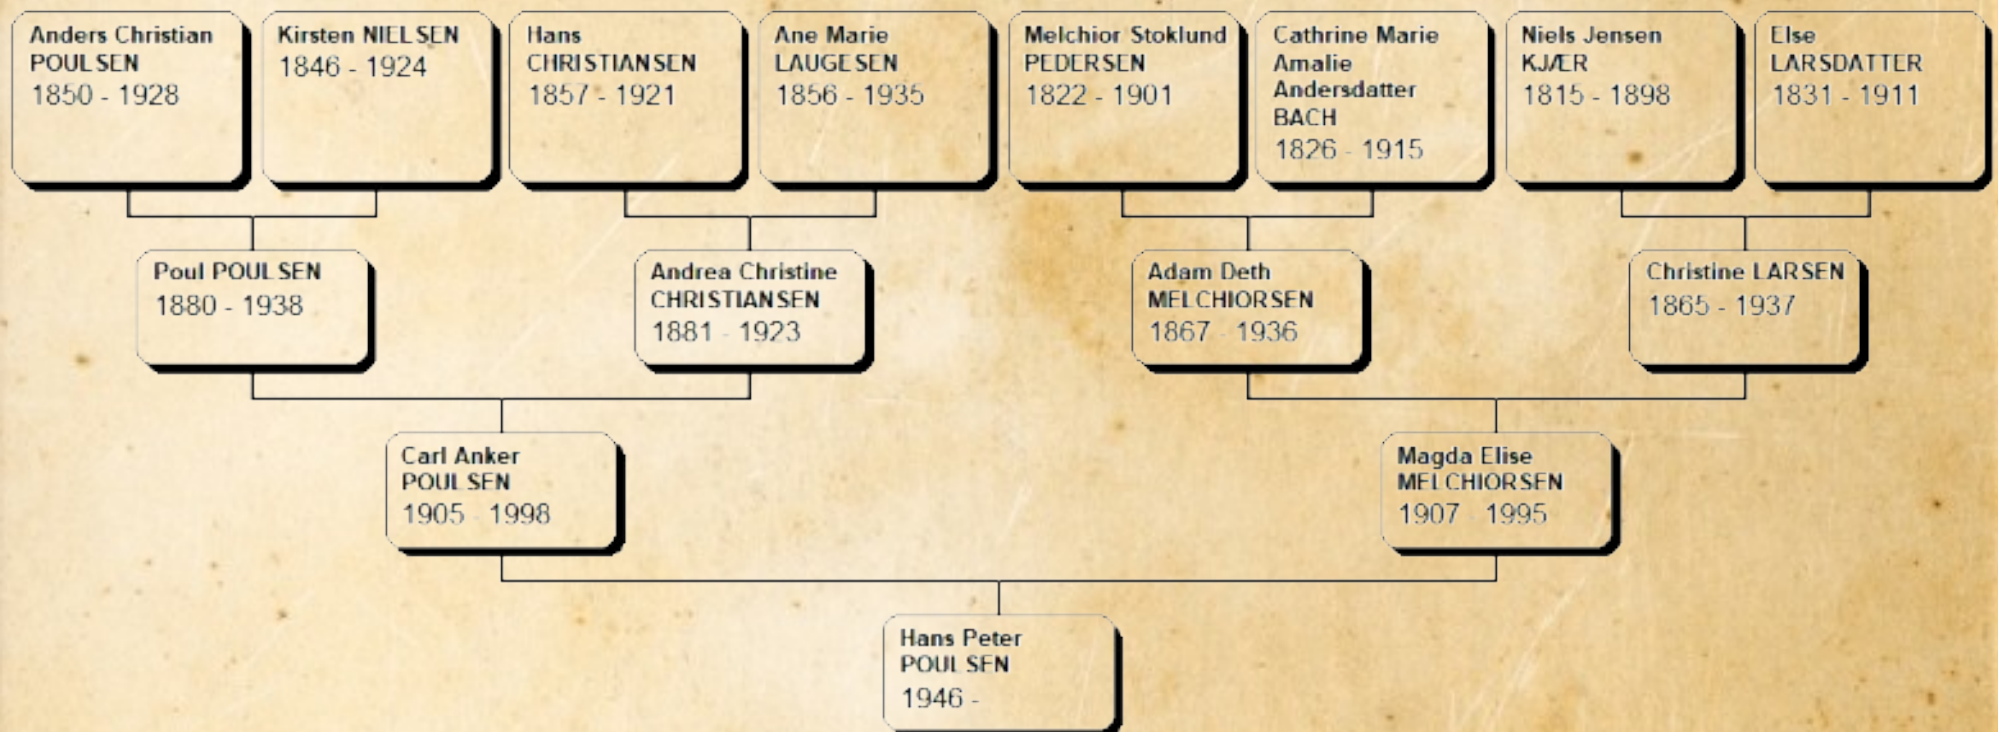 Anders Christian
POULSEN
1850 - 1928
Kirsten NIELSEN
1846 - 1924
Hans
CHRISTIANSEN
1857 - 1921
Ane Marie
LAUGESEN
1856 - 1935
Melchior Stoklund
PEDERSEN
1822 - 1901
Cathrine Marie
Amalie
Andersdatter
BACH
1826 - 1915
Niels Jensen
KJÆR
1815 - 1898
Else
LARSDATTER
1831 - 1911
Poul POULSEN
1880 - 1938
Andrea Christine
CHRISTIANSEN
1881 - 1923
Adam Deth
MELCHIORSEN
1867 - 1936
Christine LARSEN
1865 - 1937
Carl Anker
POULSEN
1905 - 1998
Magda Elise
MELCHIORSEN
1907 - 1995
Hans Peter
POULSEN
1946 -